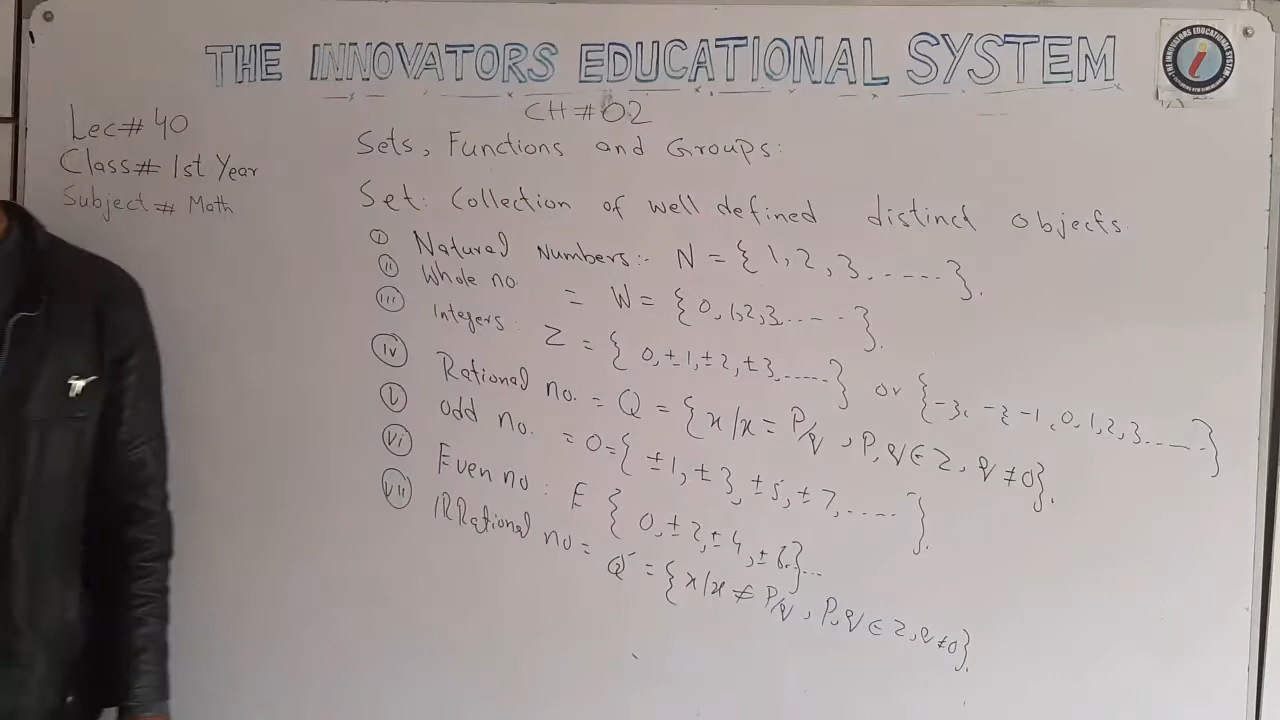 THE INNOVATORS EDUCATIONAL SYSTEM
CH#02
Lec# 40
Class# 1st Year
Subject# Math
Sets, Functions and Groups:
Set: Collection of well defined distinct objects.
(i) Natural Numbers:- N = {1, 2, 3.......}.
(ii) Whole no. = W = {0, 1,2,3.......}.
(iii) Integers: Z = {0, ±1, ±2, ±3,......} or {-3, -2 -1, 0, 1, 2, 3.......}
(iv) Rational no. = Q = {x/x = P/q, P,q ∈ Z, q ≠ 0}.
(v) Odd no. = O={±1, ±3, ±5, ±7,......}.
(vi) Even no: E {0, ±2, ±4, ±6.}...
(vii) IRRational no = Q' = {x/x ≠ P/q, P,q ∈ Z, q ≠0}.